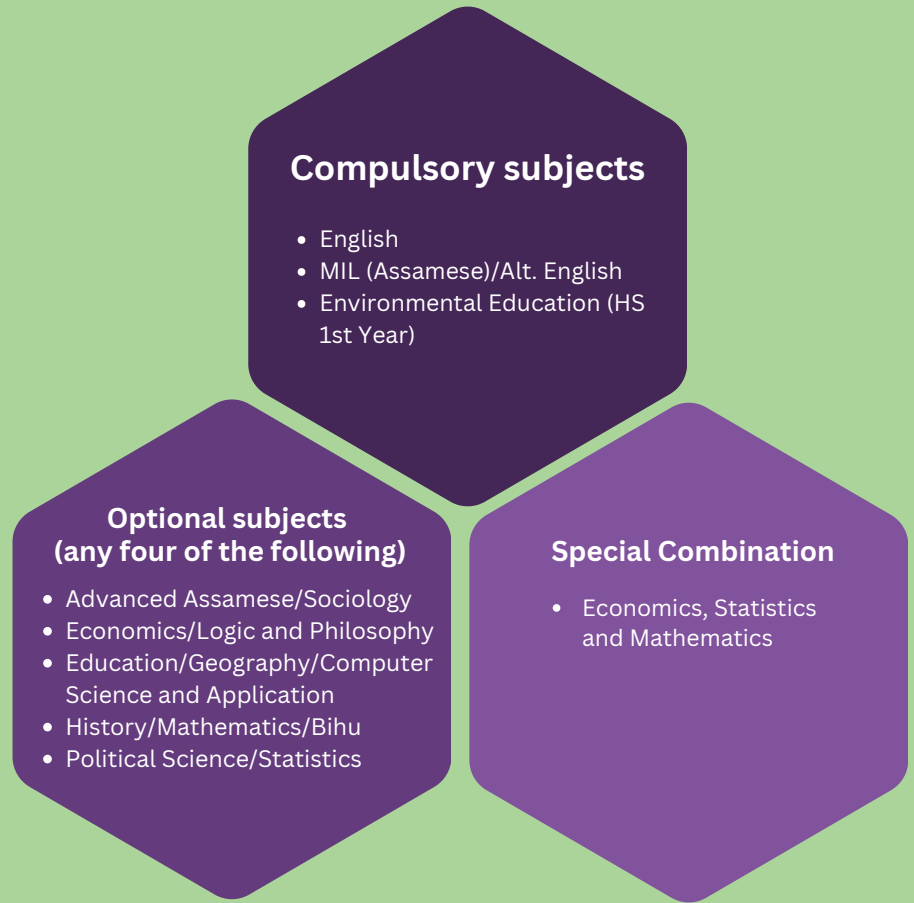 Compulsory subjects
• English
• MIL (Assamese)/Alt. English
• Environmental Education (HS
1st Year)
Optional subjects
(any four of the following)
• Advanced Assamese/Sociology
• Economics/Logic and Philosophy
• Education/Geography/Computer
Science and Application
• History/Mathematics/Bihu
• Political Science/Statistics
Special Combination
• Economics, Statistics
and Mathematics